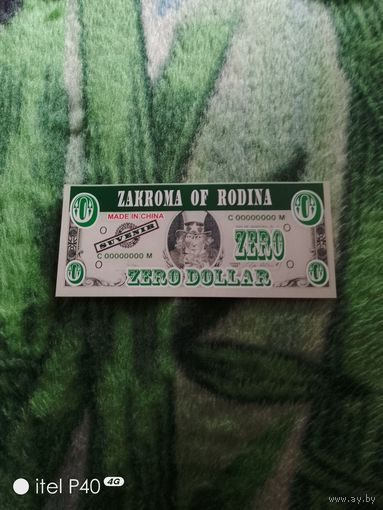 0 ZAKROMA OF RODINA 0
MADE IN CHINA C 00000000 M
SUVENIR ZERO
C 00000000 M
0 ZERO DOLLAR 0
itel P40 4G
www.ay.by